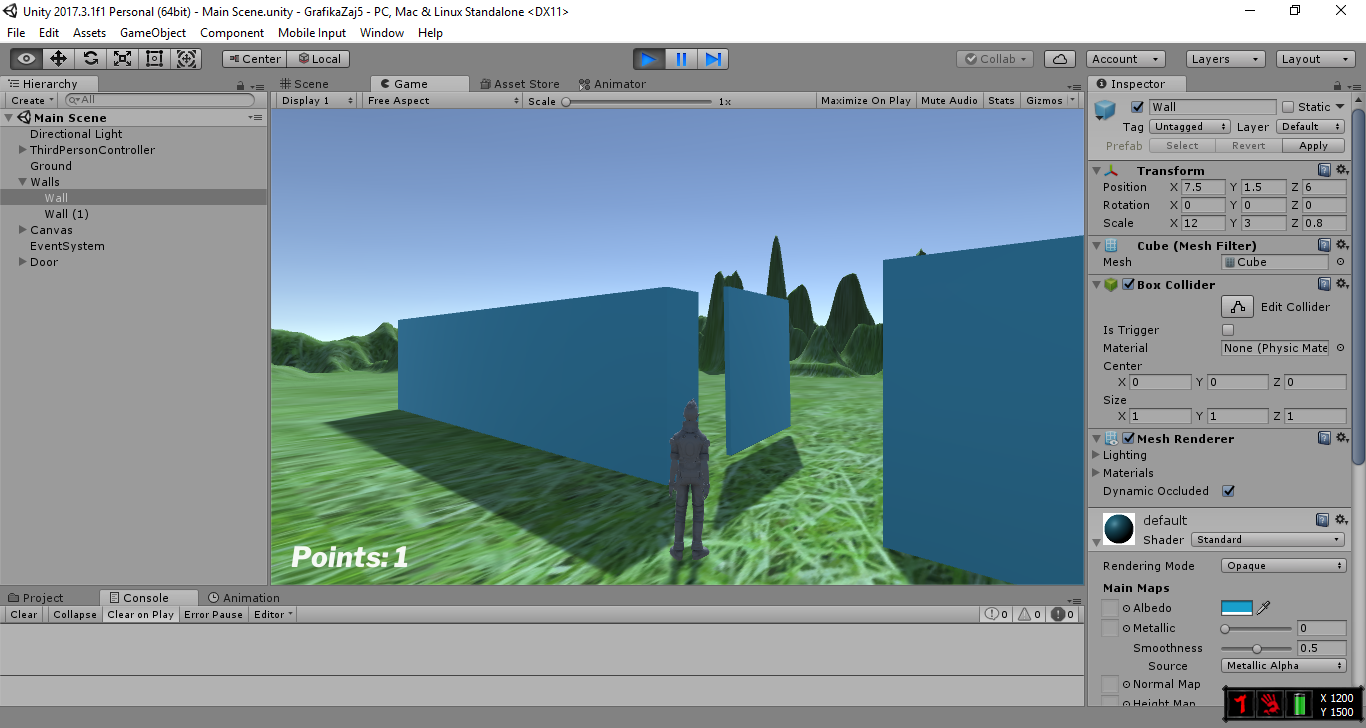 Unity 2017.3.1f1 Personal (64bit) - Main Scene.unity - GrafikaZaj5 - PC, Mac & Linux Standalone <DX11>
File Edit Assets GameObject Component Mobile Input Window Help
Center Local Collab Account Layers Layout
Hierarchy
Create All
Main Scene
Directional Light
ThirdPersonController
Ground
Walls
Wall
Wall (1)
Canvas
EventSystem
Door
Scene Game Asset Store Animator
Display 1 Free Aspect Scale 1x Maximize On Play Mute Audio Stats Gizmos
Points: 1
Project Console Animation
Clear Collapse Clear on Play Error Pause Editor 0 0 0
Inspector
Wall Static
Tag Untagged Layer Default
Prefab Select Revert Apply
Transform
Position X 7.5 Y 1.5 Z 6
Rotation X 0 Y 0 Z 0
Scale X 12 Y 3 Z 0.8
Cube (Mesh Filter)
Mesh Cube
Box Collider
Edit Collider
Is Trigger
Material None (Physic Mate
Center
X 0 Y 0 Z 0
Size
X 1 Y 1 Z 1
Mesh Renderer
Lighting
Materials
Dynamic Occluded
default
Shader Standard
Rendering Mode Opaque
Main Maps
Albedo
Metallic 0
Smoothness 0.5
Source Metallic Alpha
Normal Map
Height Map
X 1200
Y 1500